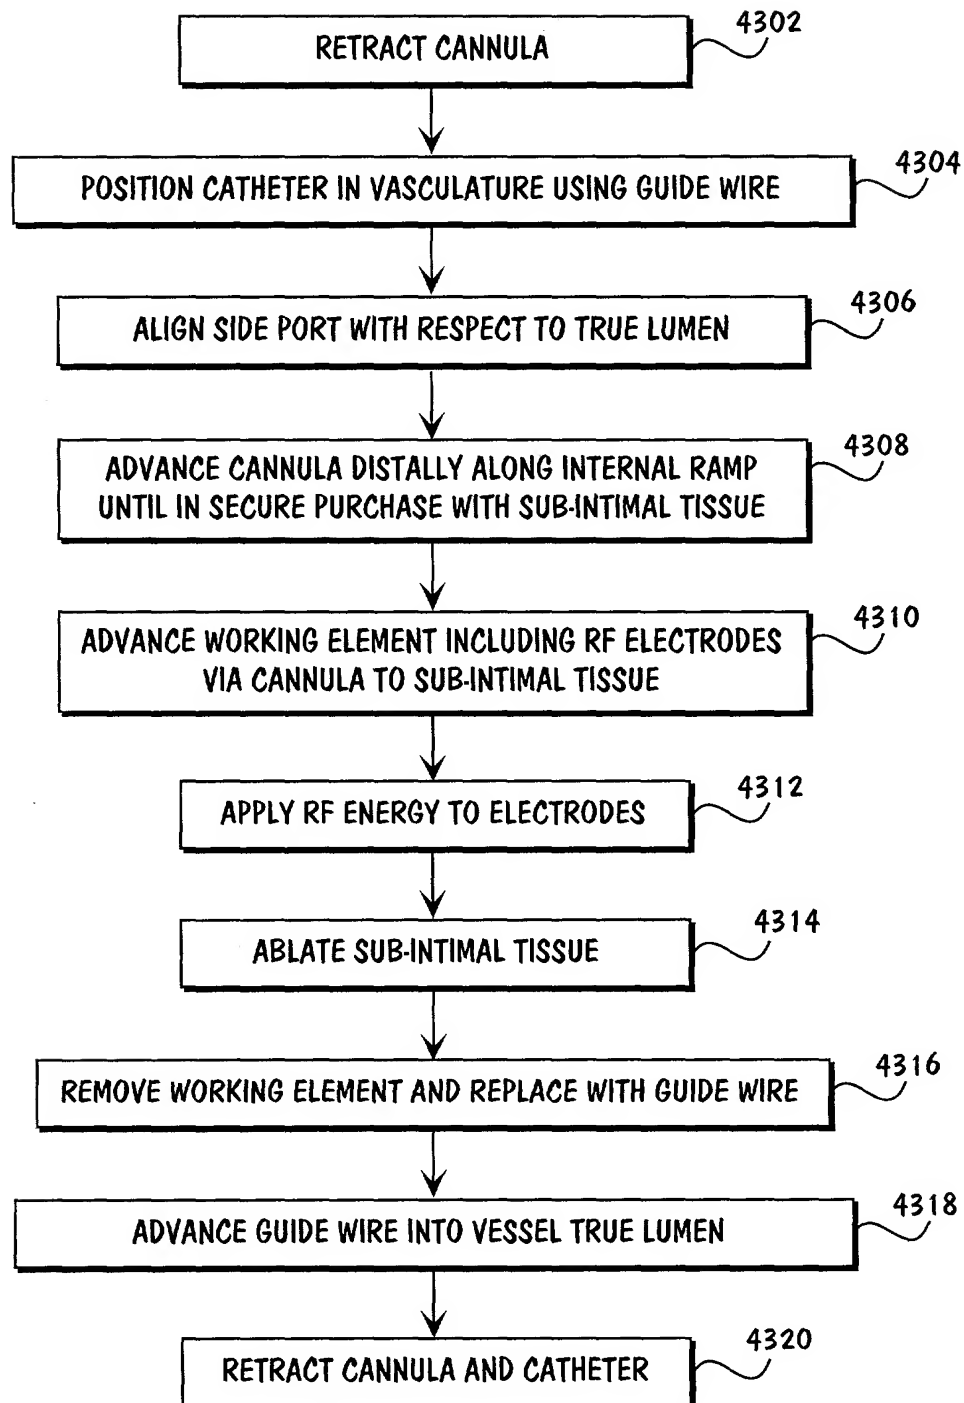 RETRACT CANNULA
4302
POSITION CATHETER IN VASCULATURE USING GUIDE WIRE
4304
ALIGN SIDE PORT WITH RESPECT TO TRUE LUMEN
4306
ADVANCE CANNULA DISTALLY ALONG INTERNAL RAMP
UNTIL IN SECURE PURCHASE WITH SUB-INTIMAL TISSUE
4308
ADVANCE WORKING ELEMENT INCLUDING RF ELECTRODES
VIA CANNULA TO SUB-INTIMAL TISSUE
4310
APPLY RF ENERGY TO ELECTRODES
4312
ABLATE SUB-INTIMAL TISSUE
4314
REMOVE WORKING ELEMENT AND REPLACE WITH GUIDE WIRE
4316
ADVANCE GUIDE WIRE INTO VESSEL TRUE LUMEN
4318
RETRACT CANNULA AND CATHETER
4320